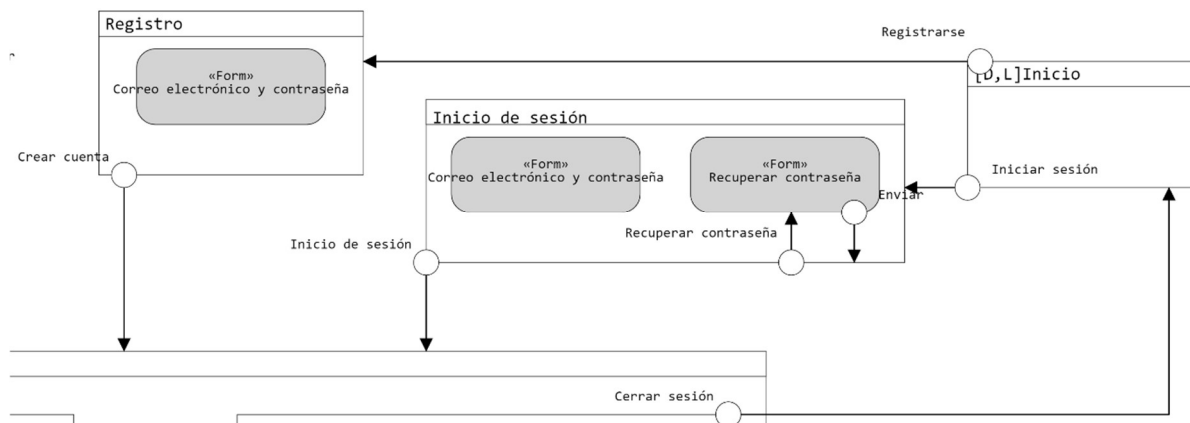 Registro
Registrarse
«Form»
Correo electrónico y contraseña
[D,L]Inicio
Inicio de sesión
Crear cuenta
«Form»
Correo electrónico y contraseña
«Form»
Recuperar contraseña
Iniciar sesión
Enviar
Recuperar contraseña
Inicio de sesión
Cerrar sesión